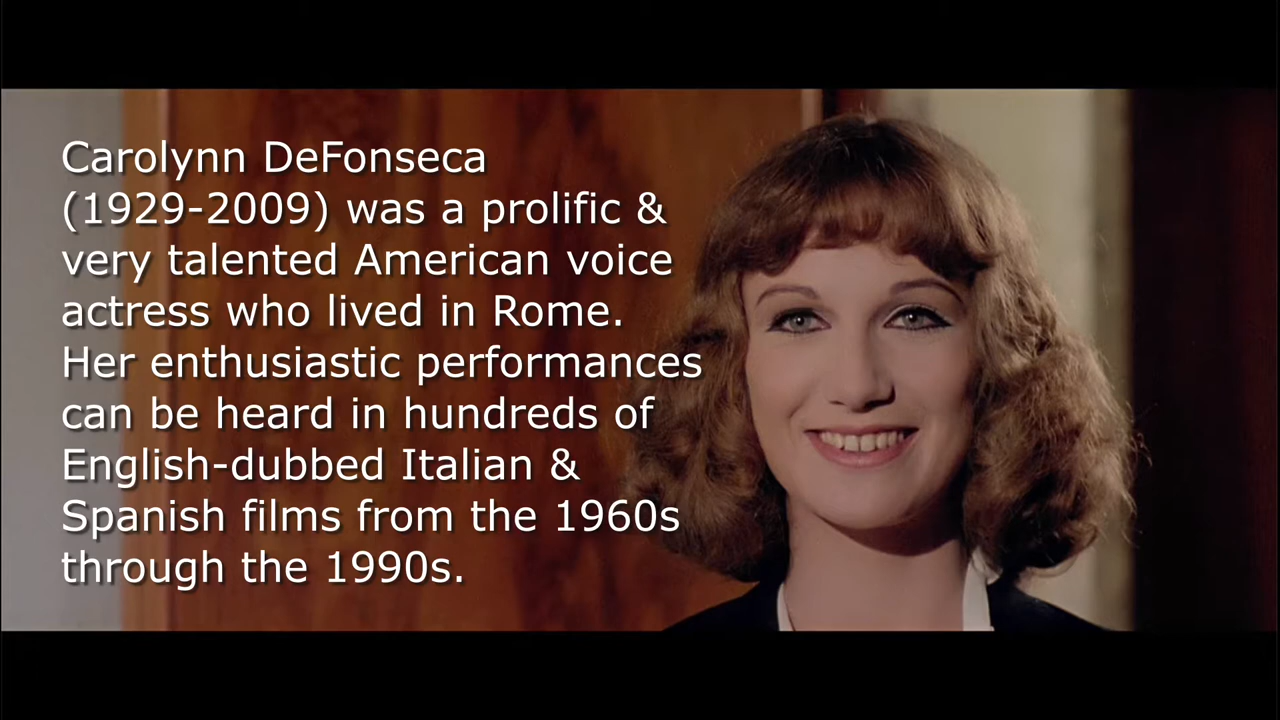 Carolynn DeFonseca
(1929-2009) was a prolific &
very talented American voice
actress who lived in Rome.
Her enthusiastic performances
can be heard in hundreds of
English-dubbed Italian &
Spanish films from the 1960s
through the 1990s.